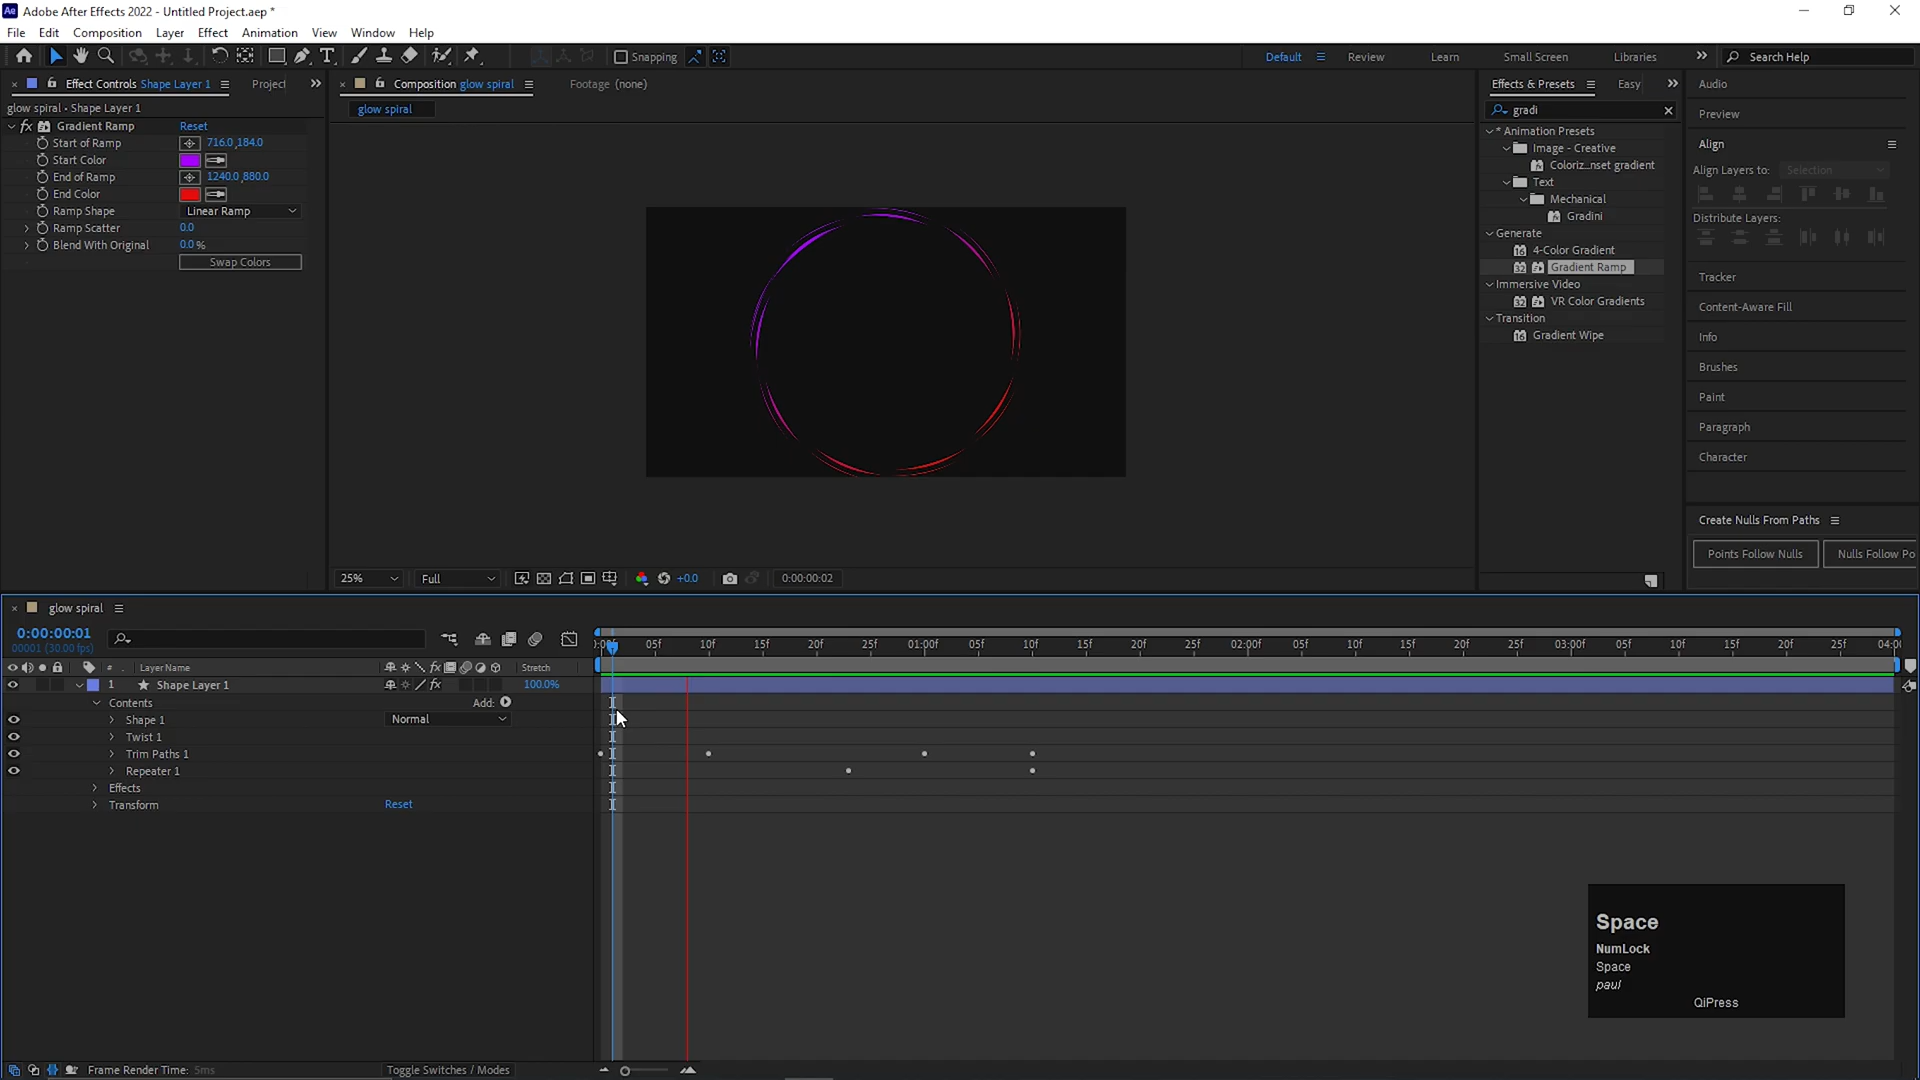 Adobe After Effects 2022 - Untitled Project.aep *
File Edit Composition Layer Effect Animation View Window Help
Snapping Default Review Learn Small Screen Libraries Search Help
Effect Controls Shape Layer 1 Project
Composition glow spiral Footage (none)
Effects & Presets Easy
Audio
glow spiral • Shape Layer 1
glow spiral
gradi
Preview
Gradient Ramp Reset
Start of Ramp 716.0,184.0
Start Color
End of Ramp 1240.0,880.0
End Color
Ramp Shape Linear Ramp
Ramp Scatter 0.0
Blend With Original 0.0 %
Swap Colors
* Animation Presets
Image - Creative
Coloriz...nset gradient
Text
Mechanical
Gradini
Generate
4-Color Gradient
Gradient Ramp
Immersive Video
VR Color Gradients
Transition
Gradient Wipe
Align
Align Layers to: Selection
Distribute Layers:
Tracker
Content-Aware Fill
Info
Brushes
Paint
Paragraph
Character
Create Nulls From Paths
Points Follow Nulls Nulls Follow Po
25% Full +0.0 0:00:00:02
glow spiral
0:00:00:01
00001 (30.00 fps)
05f 10f 15f 20f 25f 01:00f 05f 10f 15f 20f 25f 02:00f 05f 10f 15f 20f 25f 03:00f 05f 10f 15f 20f 25f 04:0
# Layer Name Stretch
1 Shape Layer 1 100.0%
Contents Add:
Shape 1 Normal
Twist 1
Trim Paths 1
Repeater 1
Effects
Transform Reset
Space
NumLock
Space
paul
QiPress
Frame Render Time: 5ms Toggle Switches / Modes